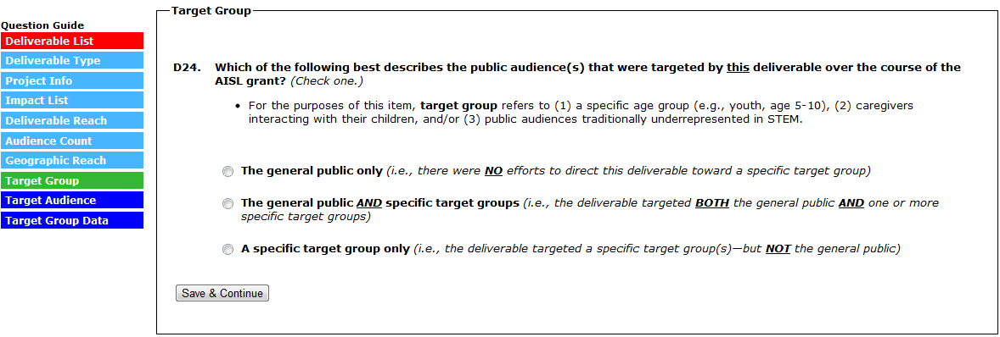 Question Guide
Deliverable List
Deliverable Type
Project Info
Impact List
Deliverable Reach
Audience Count
Geographic Reach
Target Group
Target Audience
Target Group Data
Target Group
D24. Which of the following best describes the public audience(s) that were targeted by this deliverable over the course of the
AISL grant? (Check one.)
• For the purposes of this item, target group refers to (1) a specific age group (e.g., youth, age 5-10), (2) caregivers
interacting with their children, and/or (3) public audiences traditionally underrepresented in STEM.
The general public only (i.e., there were NO efforts to direct this deliverable toward a specific target group)
The general public AND specific target groups (i.e., the deliverable targeted BOTH the general public AND one or more
specific target groups)
A specific target group only (i.e., the deliverable targeted a specific target group(s)—but NOT the general public)
Save & Continue